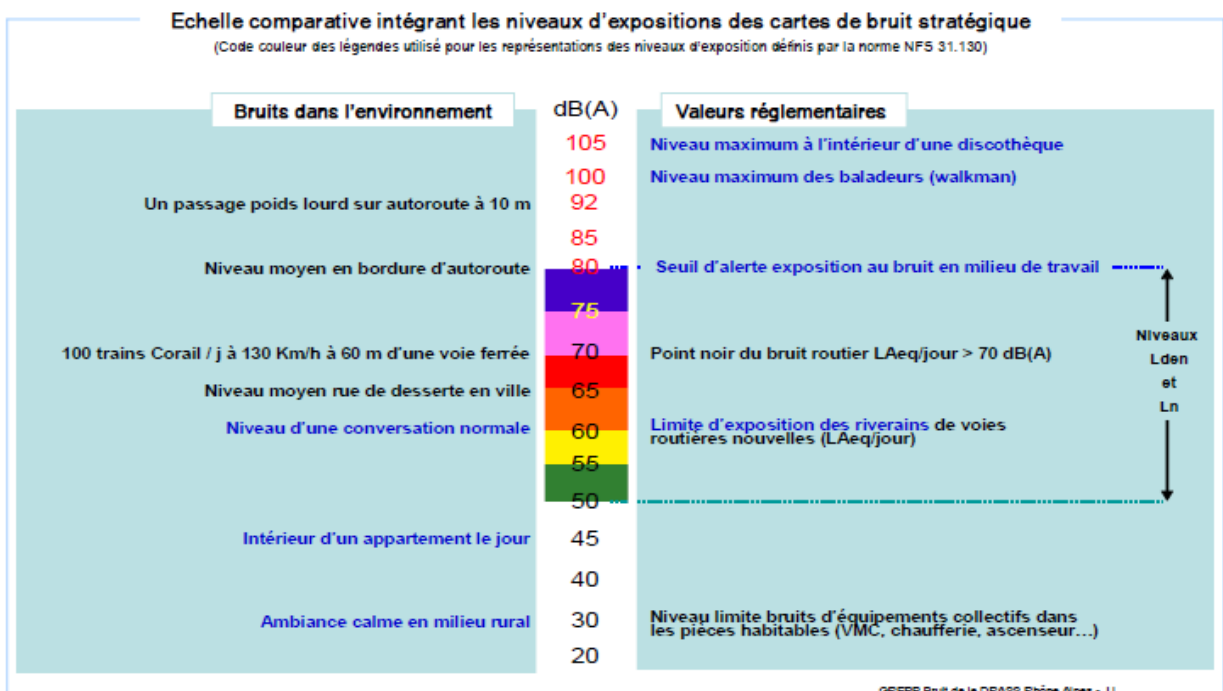 Echelle comparative intégrant les niveaux d'expositions des cartes de bruit stratégique
(Code couleur des légendes utilisé pour les représentations des niveaux d'exposition définis par la norme NFS 31.130)
Bruits dans l'environnement dB(A) Valeurs réglementaires
105 Niveau maximum à l'intérieur d'une discothèque
100 Niveau maximum des baladeurs (walkman)
Un passage poids lourd sur autoroute à 10 m 92
85
Niveau moyen en bordure d'autoroute 80 Seuil d'alerte exposition au bruit en milieu de travail
75
Niveaux
Lden
et
Ln
100 trains Corail / j à 130 Km/h à 60 m d'une voie ferrée 70 Point noir du bruit routier LAeq/jour > 70 dB(A)
Niveau moyen rue de desserte en ville 65
Niveau d'une conversation normale 60 Limite d'exposition des riverains de voies
routières nouvelles (LAeq/jour)
55
50
Intérieur d'un appartement le jour 45
40
Ambiance calme en milieu rural 30 Niveau limite bruits d'équipements collectifs dans
les pièces habitables (VMC, chaufferie, ascenseur...)
20
Bruit de la DRASS Rhône Alpes